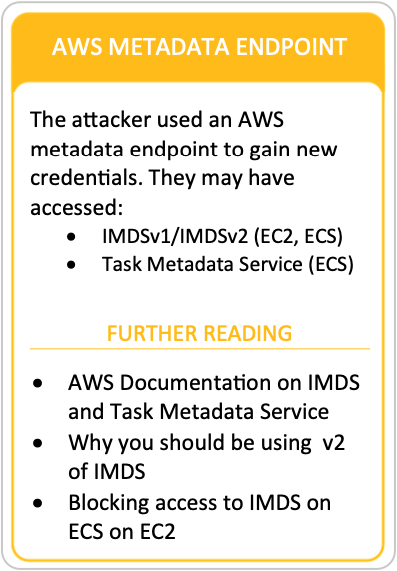 AWS METADATA ENDPOINT
The attacker used an AWS
metadata endpoint to gain new
credentials. They may have
accessed:
• IMDSv1/IMDSv2 (EC2, ECS)
• Task Metadata Service (ECS)
FURTHER READING
• AWS Documentation on IMDS
and Task Metadata Service
• Why you should be using  v2
of IMDS
• Blocking access to IMDS on
ECS on EC2